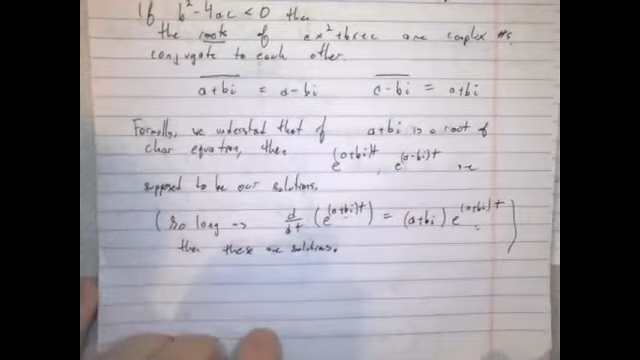 If b² - 4ac < 0 then
the roots of ax² + bx + c are complex #s,
conjugate to each other.
a+bi = a-bi a-bi = a+bi
Formally, we understand that if a+bi is a root of
char equation, then e^(a+bi)t, e^(a-bi)t are
supposed to be our solutions.
(So long as d/dt (e^(a+bi)t) = (a+bi) e^(a+bi)t
then these are solutions.)